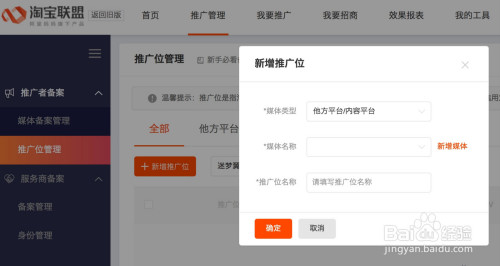 淘宝联盟 返回旧版 首页 推广管理 我要推广 我要招商 效果报表 我的工具
阿里妈妈旗下产品
推广者备案
媒体备案管理
推广位管理
服务商备案
备案管理
身份管理
推广位管理 新手必看
温馨提示：推广位是指
全部 他方平台
+ 新增推广位
新增推广位
*媒体类型 他方平台/内容平台
*媒体名称 新增媒体
*推广位名称 请填写推广位名称
确定 取消
Baidu 经验
jingyan.baidu.com